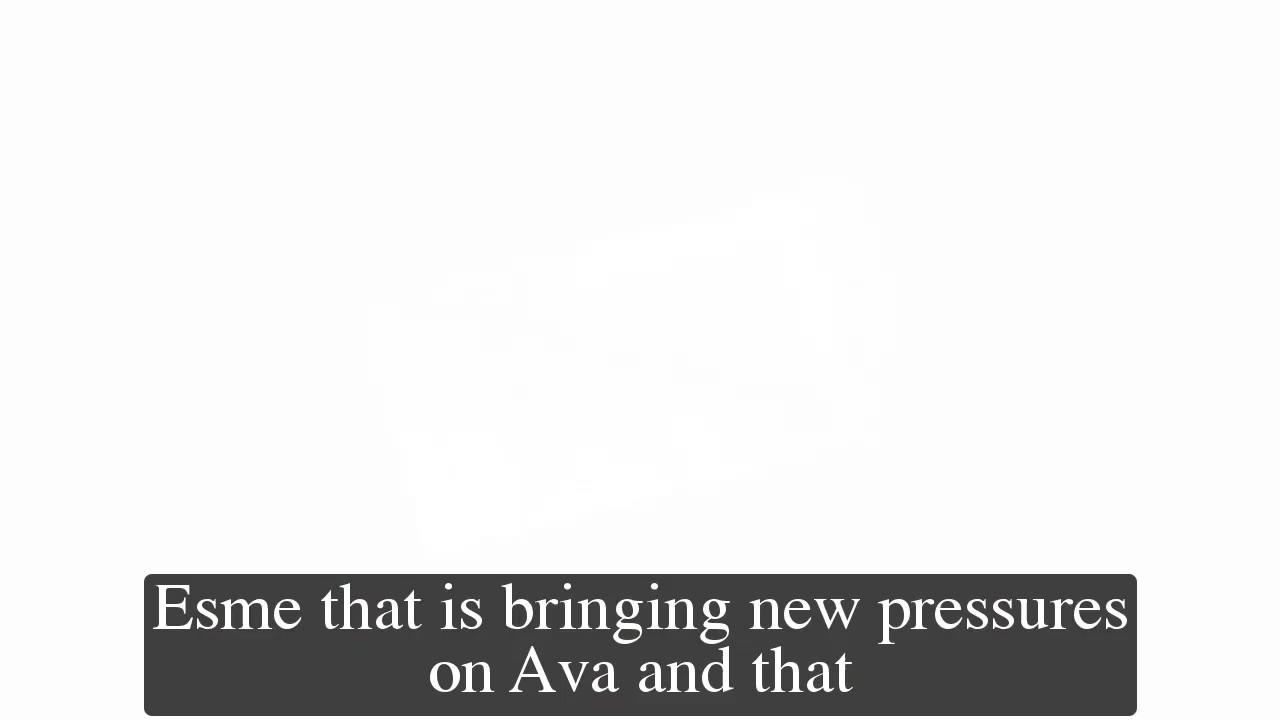 Esme that is bringing new pressures
on Ava and that